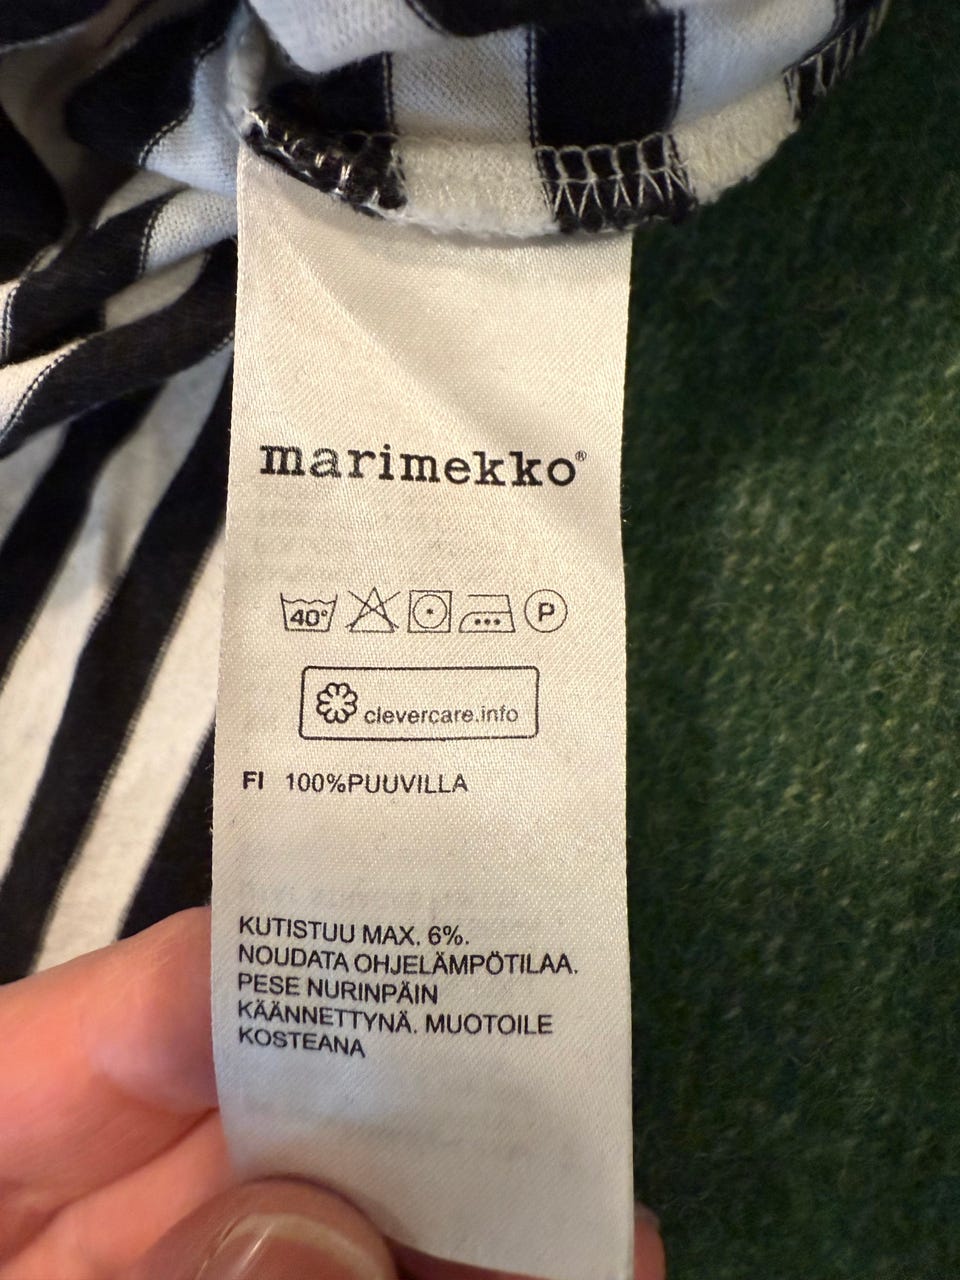 marimekko®
40° P
clevercare.info
FI 100%PUUVILLA
KUTISTUU MAX. 6%.
NOUDATA OHJELÄMPÖTILAA.
PESE NURINPÄIN
KÄÄNNETTYNÄ. MUOTOILE
KOSTEANA